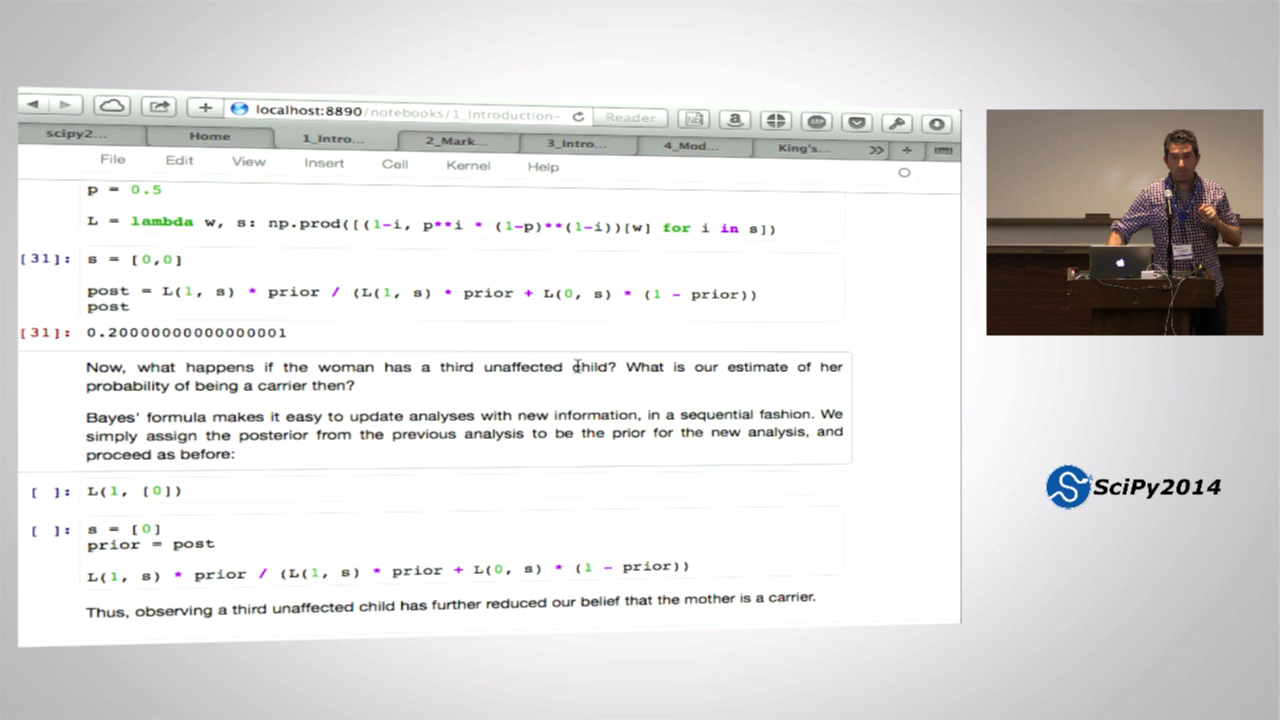 localhost:8890/notebooks/1_Introduction-
Reader
scipy2...
Home
1_Intro...
2_Mark...
3_Intro...
4_Mod...
King's...
File Edit View Insert Cell Kernel Help
p = 0.5
L = lambda w, s: np.prod([(1-i, p**i * (1-p)**(1-i))[w] for i in s])
[31]: s = [0,0]
post = L(1, s) * prior / (L(1, s) * prior + L(0, s) * (1 - prior))
post
[31]: 0.20000000000000001
Now, what happens if the woman has a third unaffected child? What is our estimate of her
probability of being a carrier then?
Bayes' formula makes it easy to update analyses with new information, in a sequential fashion. We
simply assign the posterior from the previous analysis to be the prior for the new analysis, and
proceed as before:
[ ]: L(1, [0])
[ ]: s = [0]
prior = post
L(1, s) * prior / (L(1, s) * prior + L(0, s) * (1 - prior))
Thus, observing a third unaffected child has further reduced our belief that the mother is a carrier.
SciPy2014